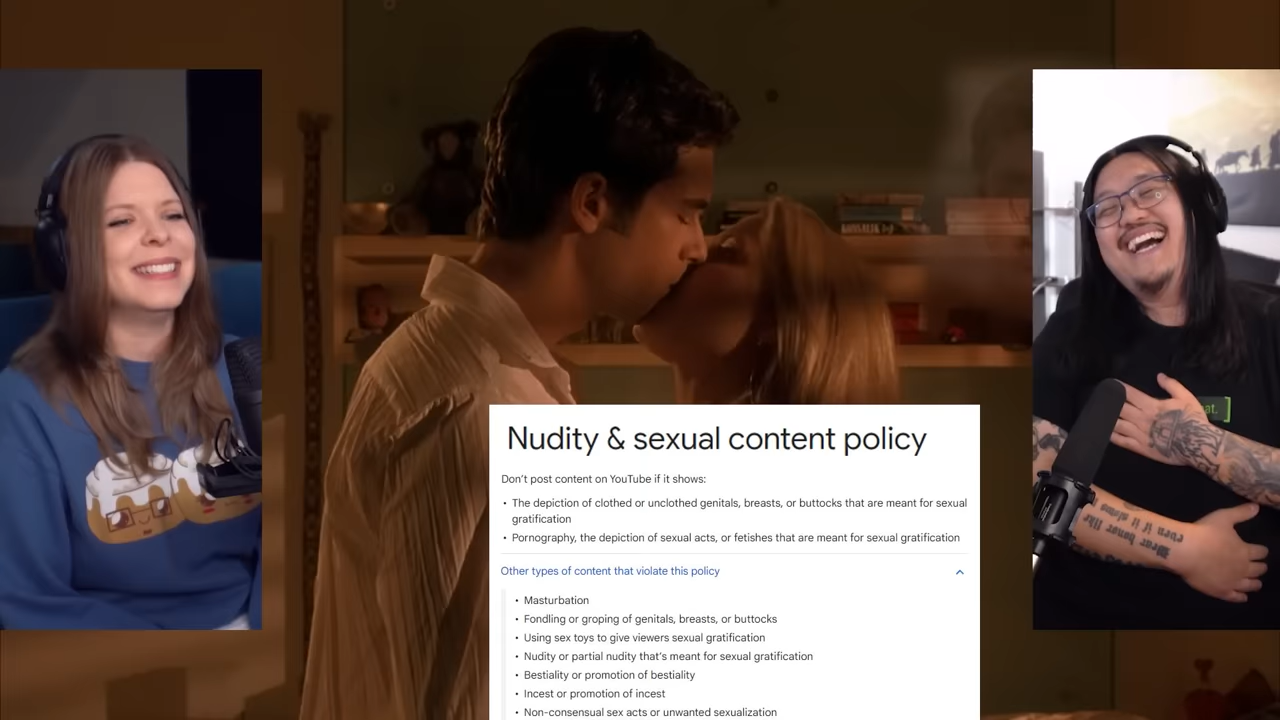 Nudity & sexual content policy
Don't post content on YouTube if it shows:
• The depiction of clothed or unclothed genitals, breasts, or buttocks that are meant for sexual
gratification
• Pornography, the depiction of sexual acts, or fetishes that are meant for sexual gratification
Other types of content that violate this policy
• Masturbation
• Fondling or groping of genitals, breasts, or buttocks
• Using sex toys to give viewers sexual gratification
• Nudity or partial nudity that's meant for sexual gratification
• Bestiality or promotion of bestiality
• Incest or promotion of incest
• Non-consensual sex acts or unwanted sexualization
at.